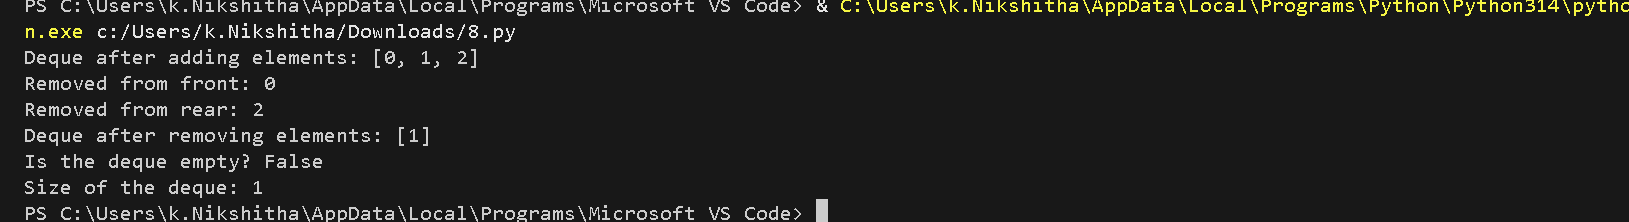 PS C:\Users\k.Nikshitha\AppData\Local\Programs\Microsoft VS Code> & C:\Users\k.Nikshitha\AppData\Local\Programs\Python\Python314\pytho
n.exe c:/Users/k.Nikshitha/Downloads/8.py
Deque after adding elements: [0, 1, 2]
Removed from front: 0
Removed from rear: 2
Deque after removing elements: [1]
Is the deque empty? False
Size of the deque: 1
PS C:\Users\k.Nikshitha\AppData\Local\Programs\Microsoft VS Code>